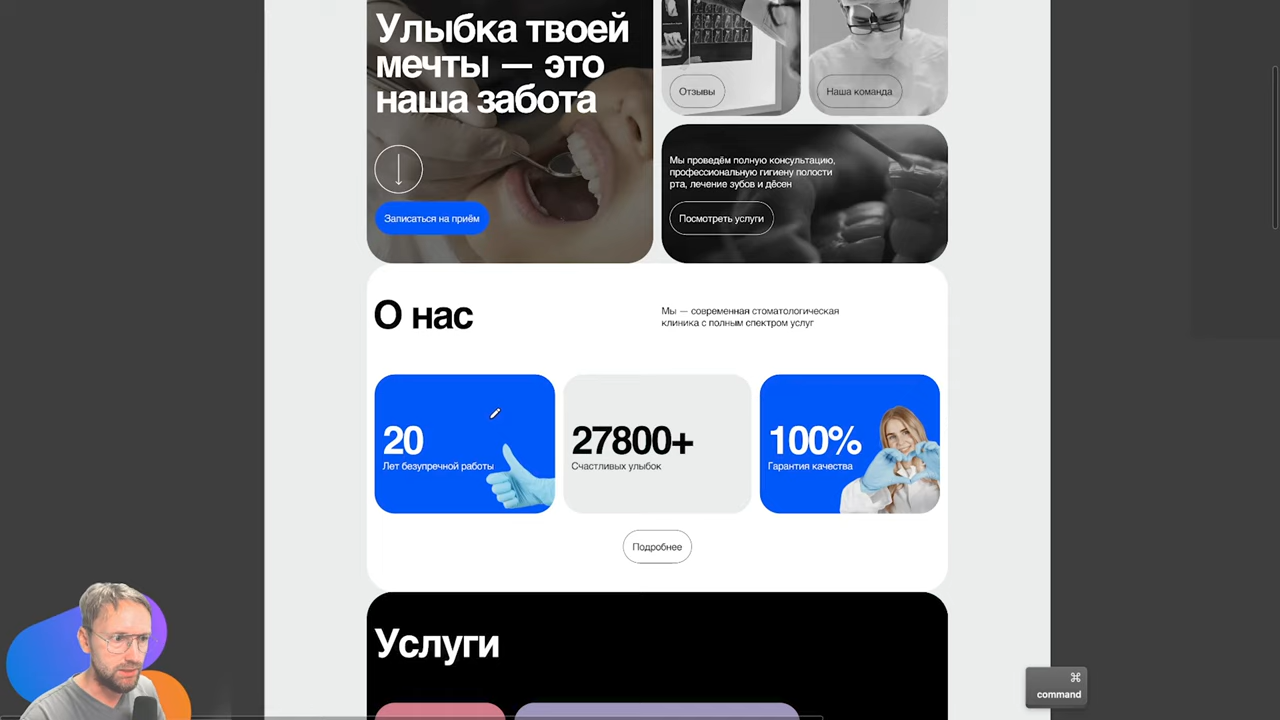 Улыбка твоей
мечты — это
наша забота
Записаться на приём
Отзывы
Наша команда
Мы проведём полную консультацию,
профессиональную гигиену полости
рта, лечение зубов и дёсен
Посмотреть услуги
О нас
Мы — современная стоматологическая
клиника с полным спектром услуг
20
Лет безупречной работы
27800+
Счастливых улыбок
100%
Гарантия качества
Подробнее
Услуги
⌘
command